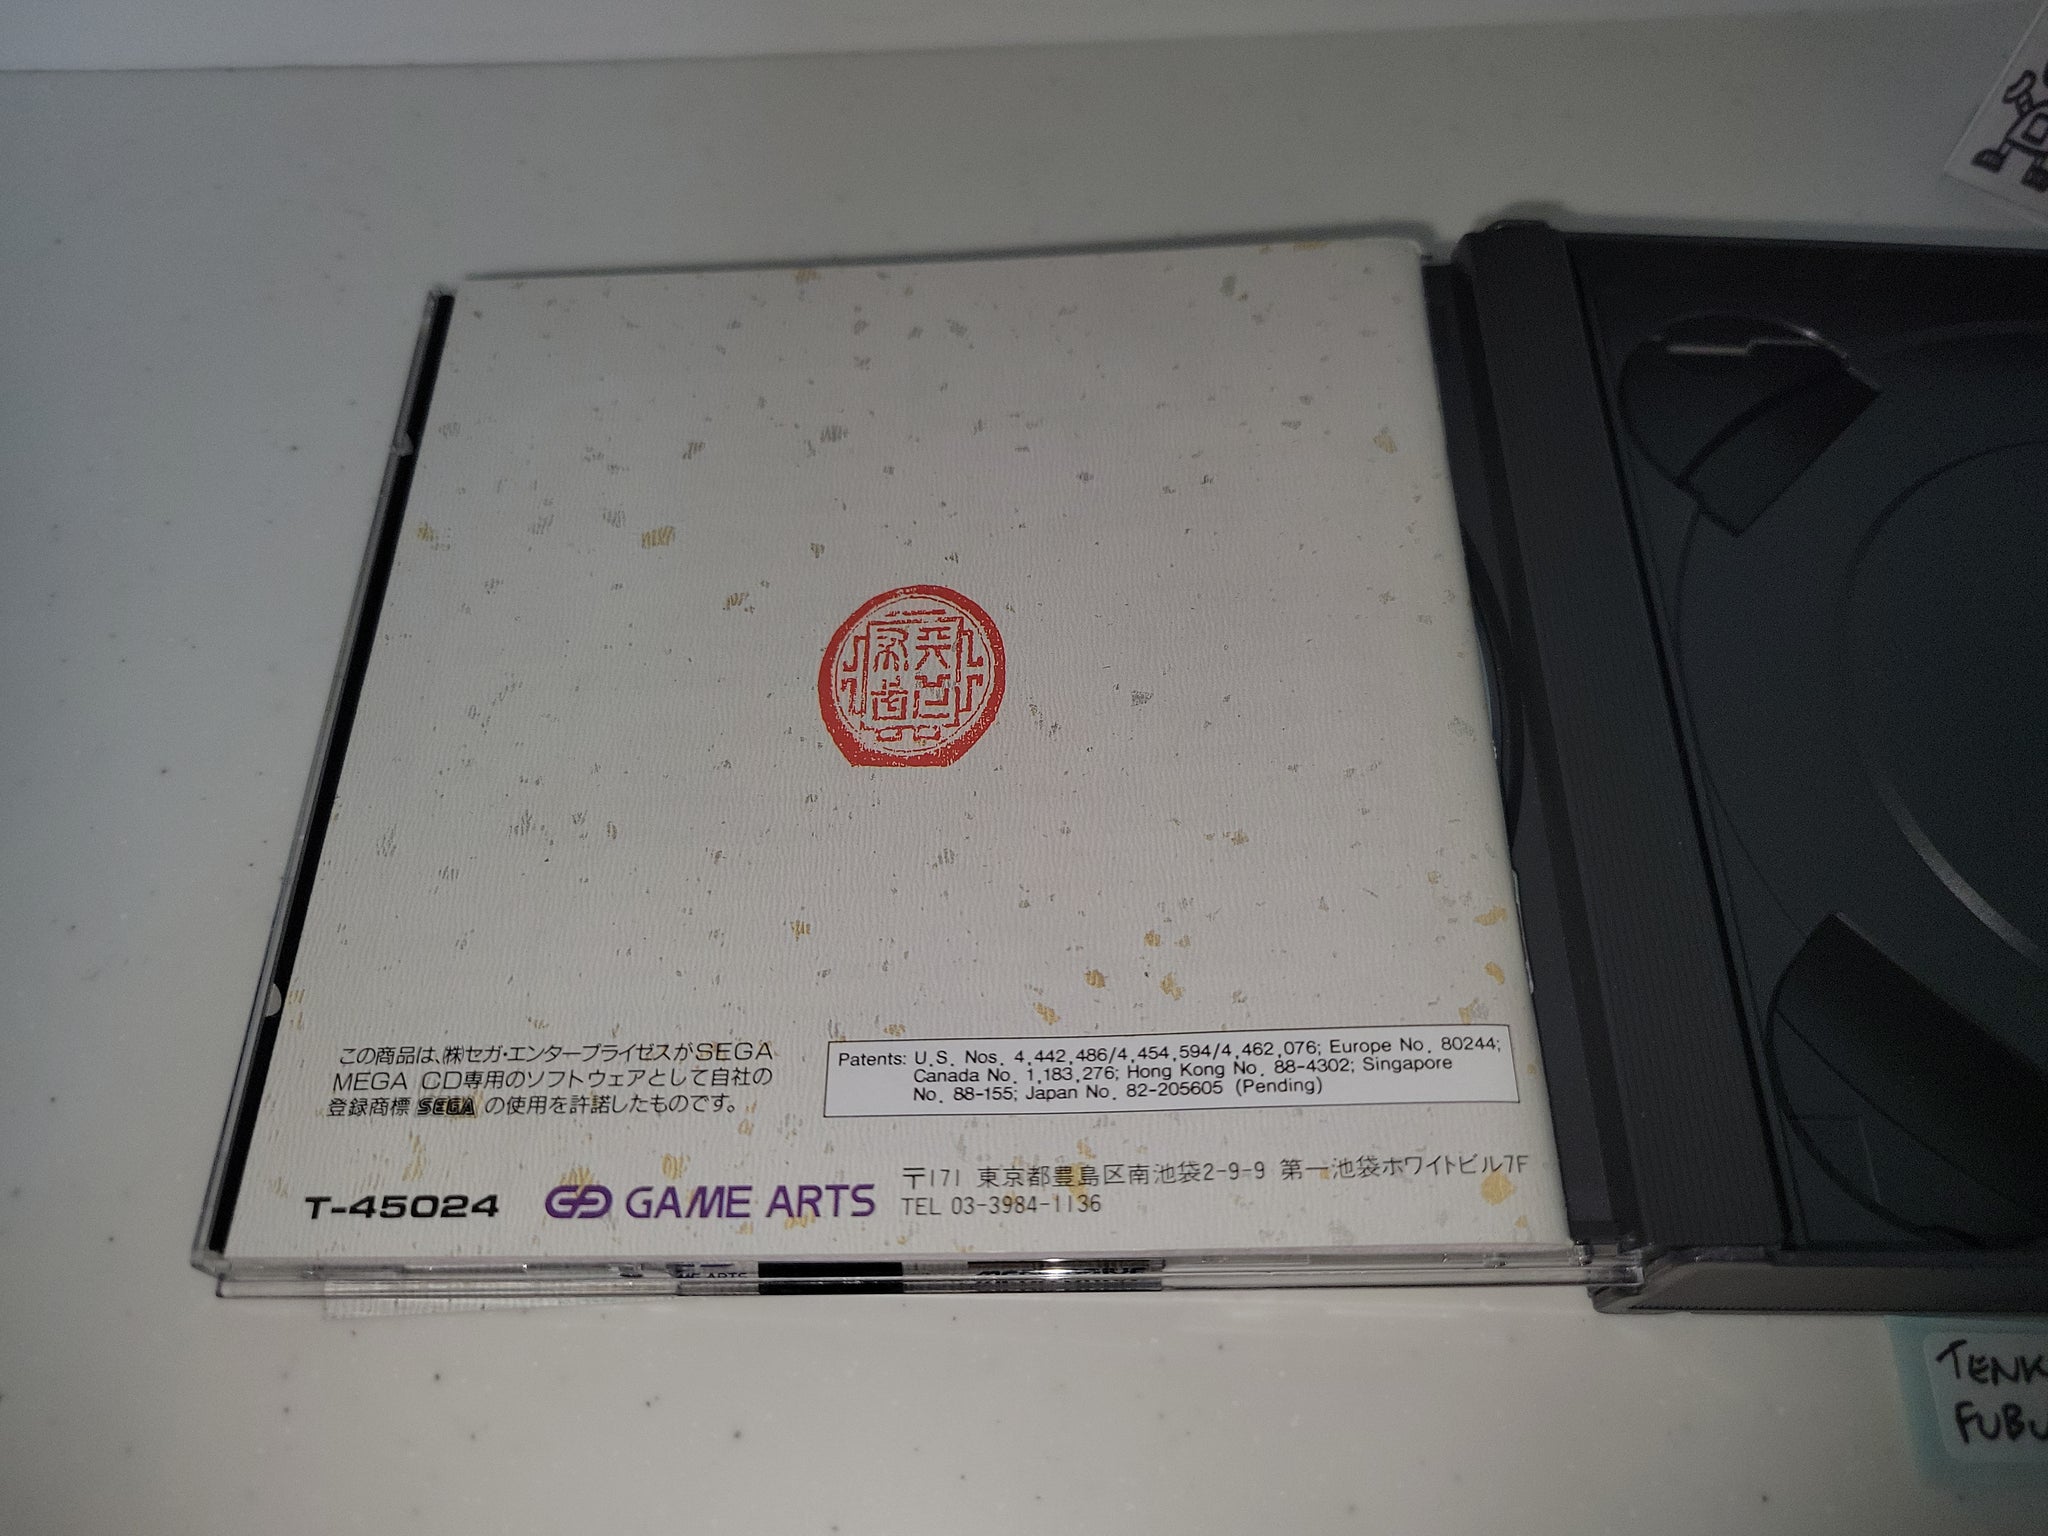 この商品は、㈱セガ・エンタープライゼスがSEGA
MEGA CD専用のソフトウェアとして自社の
登録商標 SEGA の使用を許諾したものです。
Patents: U.S. Nos. 4,442,486/4,454,594/4,462,076; Europe No. 80244;
Canada No. 1,183,276; Hong Kong No. 88-4302; Singapore
No. 88-155; Japan No. 82-205605 (Pending)
T-45024
GAME ARTS
〒171 東京都豊島区南池袋2-9-9 第一池袋ホワイトビル7F
TEL 03-3984-1136
TENK
FUBU